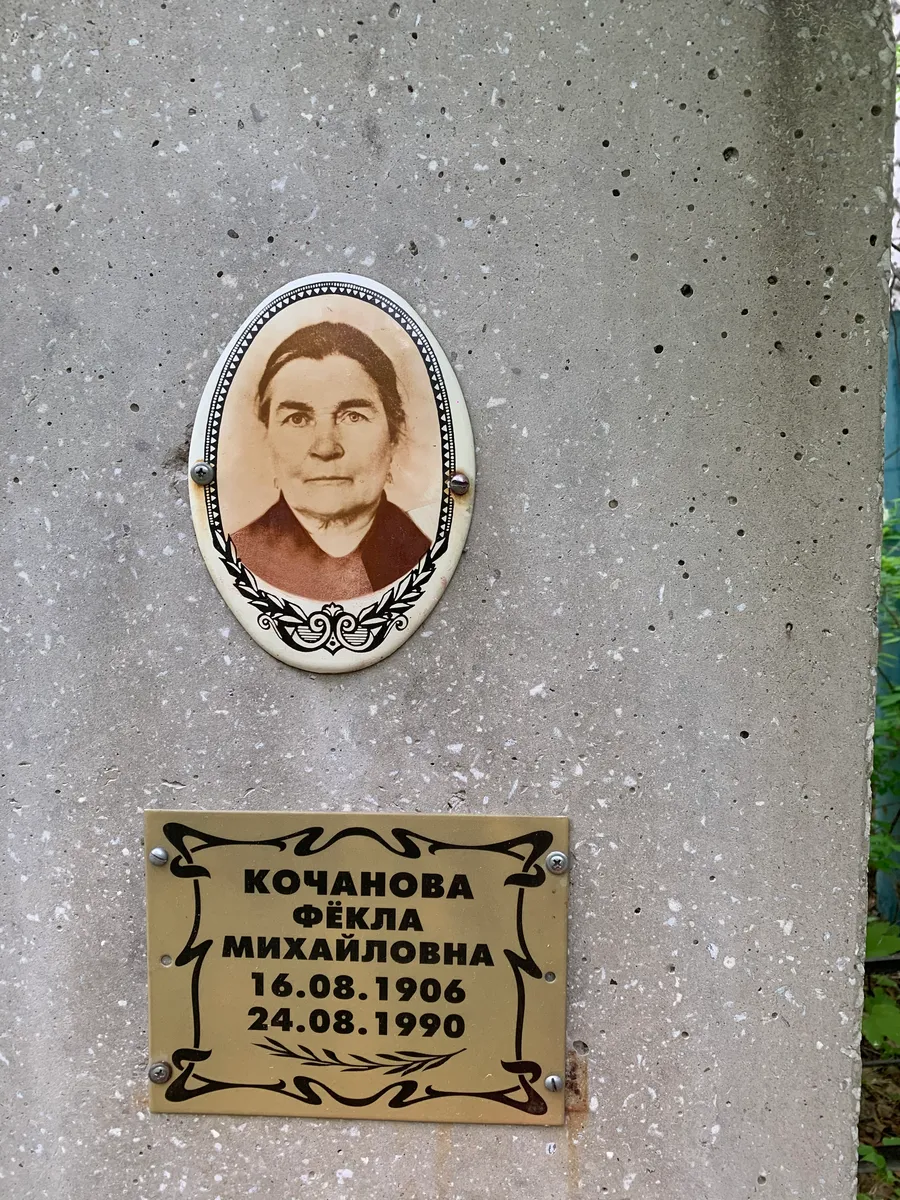 КОЧАНОВА
ФЁКЛА
МИХАЙЛОВНА
16.08.1906
24.08.1990